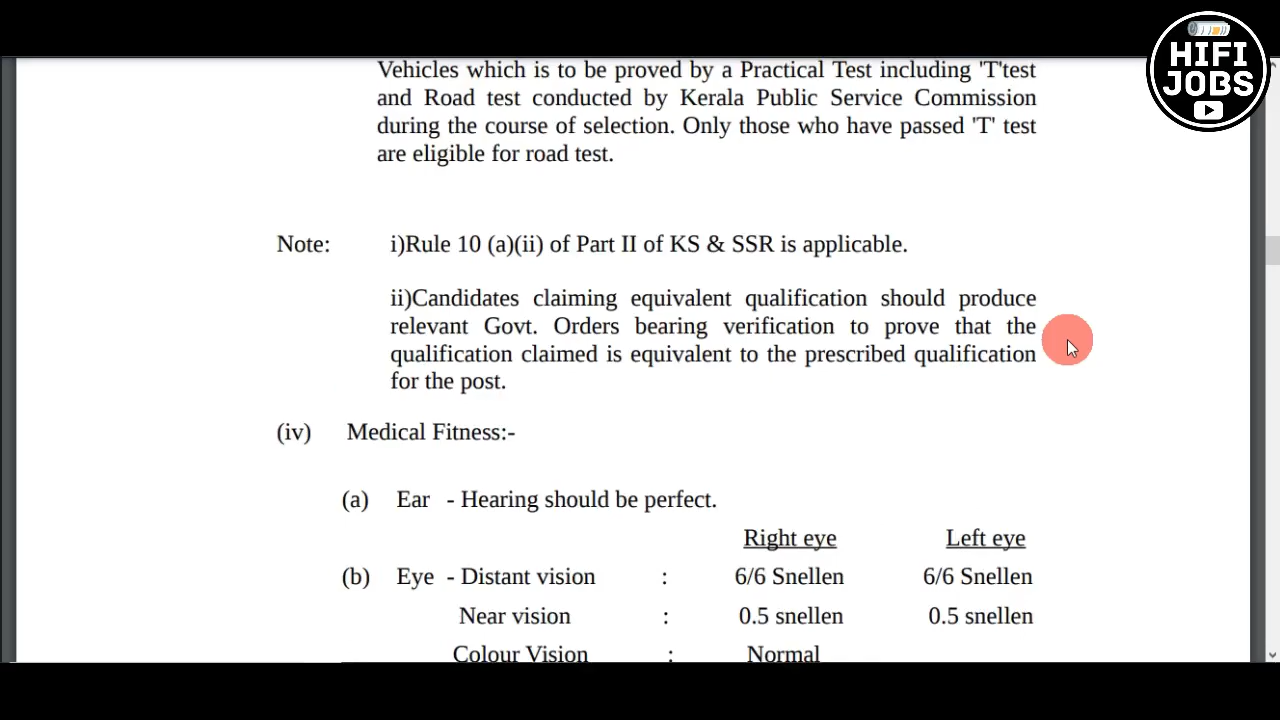 HIFI
JOBS
Vehicles which is to be proved by a Practical Test including 'T'test
and Road test conducted by Kerala Public Service Commission
during the course of selection. Only those who have passed 'T' test
are eligible for road test.
Note: i)Rule 10 (a)(ii) of Part II of KS & SSR is applicable.
ii)Candidates claiming equivalent qualification should produce
relevant Govt. Orders bearing verification to prove that the
qualification claimed is equivalent to the prescribed qualification
for the post.
(iv) Medical Fitness:-
(a) Ear - Hearing should be perfect.
Right eye Left eye
(b) Eye - Distant vision : 6/6 Snellen 6/6 Snellen
Near vision : 0.5 snellen 0.5 snellen
Colour Vision : Normal